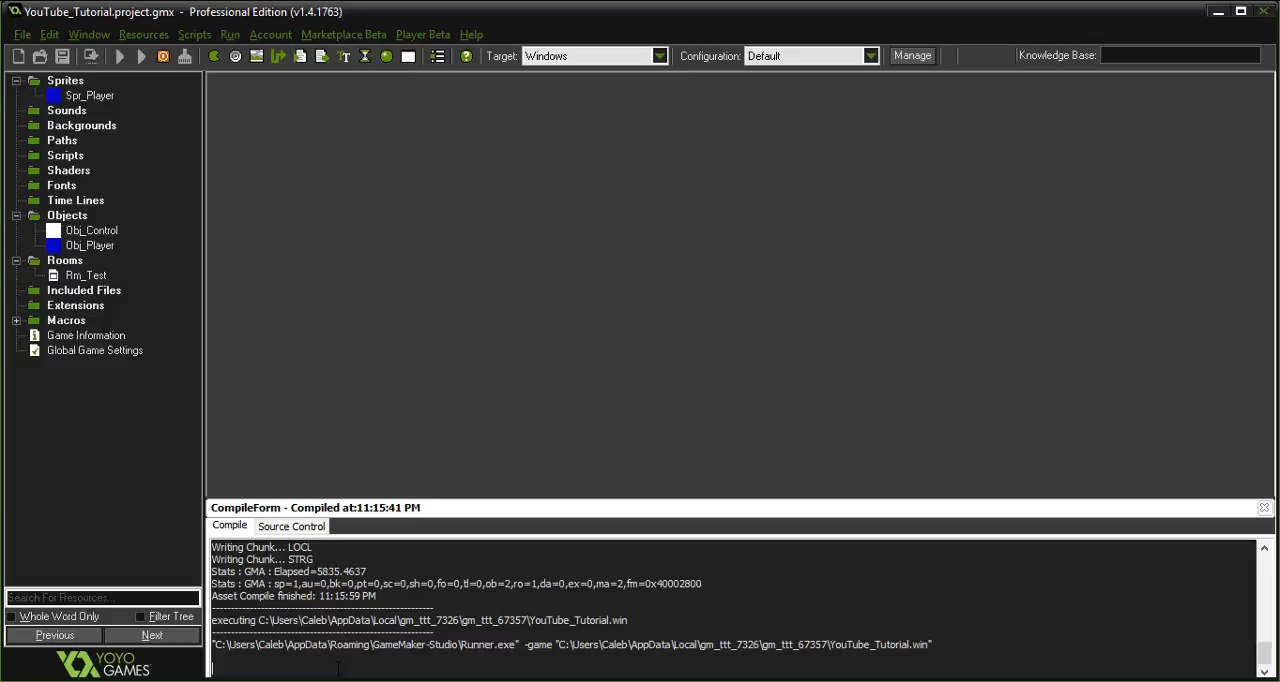 YouTube_Tutorial.project.gmx - Professional Edition (v1.4.1763)
File Edit Window Resources Scripts Run Account Marketplace Beta Player Beta Help
Target: Windows Configuration: Default Manage Knowledge Base:
Sprites
Spr_Player
Sounds
Backgrounds
Paths
Scripts
Shaders
Fonts
Time Lines
Objects
Obj_Control
Obj_Player
Rooms
Rm_Test
Included Files
Extensions
Macros
Game Information
Global Game Settings
Search For Resources...
Whole Word Only Filter Tree
Previous Next
YOYO
GAMES
CompileForm - Compiled at:11:15:41 PM
Compile Source Control
Writing Chunk... LOCL
Writing Chunk... STRG
Stats : GMA : Elapsed=5835.4637
Stats : GMA : sp=1,au=0,bk=0,pt=0,sc=0,sh=0,fo=0,tl=0,ob=2,ro=1,da=0,ex=0,ma=2,fm=0x40002800
Asset Compile finished: 11:15:59 PM
executing C:\Users\Caleb\AppData\Local\gm_ttt_7326\gm_ttt_67357\YouTube_Tutorial.win
"C:\Users\Caleb\AppData\Roaming\GameMaker-Studio\Runner.exe" -game "C:\Users\Caleb\AppData\Local\gm_ttt_7326\gm_ttt_67357\YouTube_Tutorial.win"